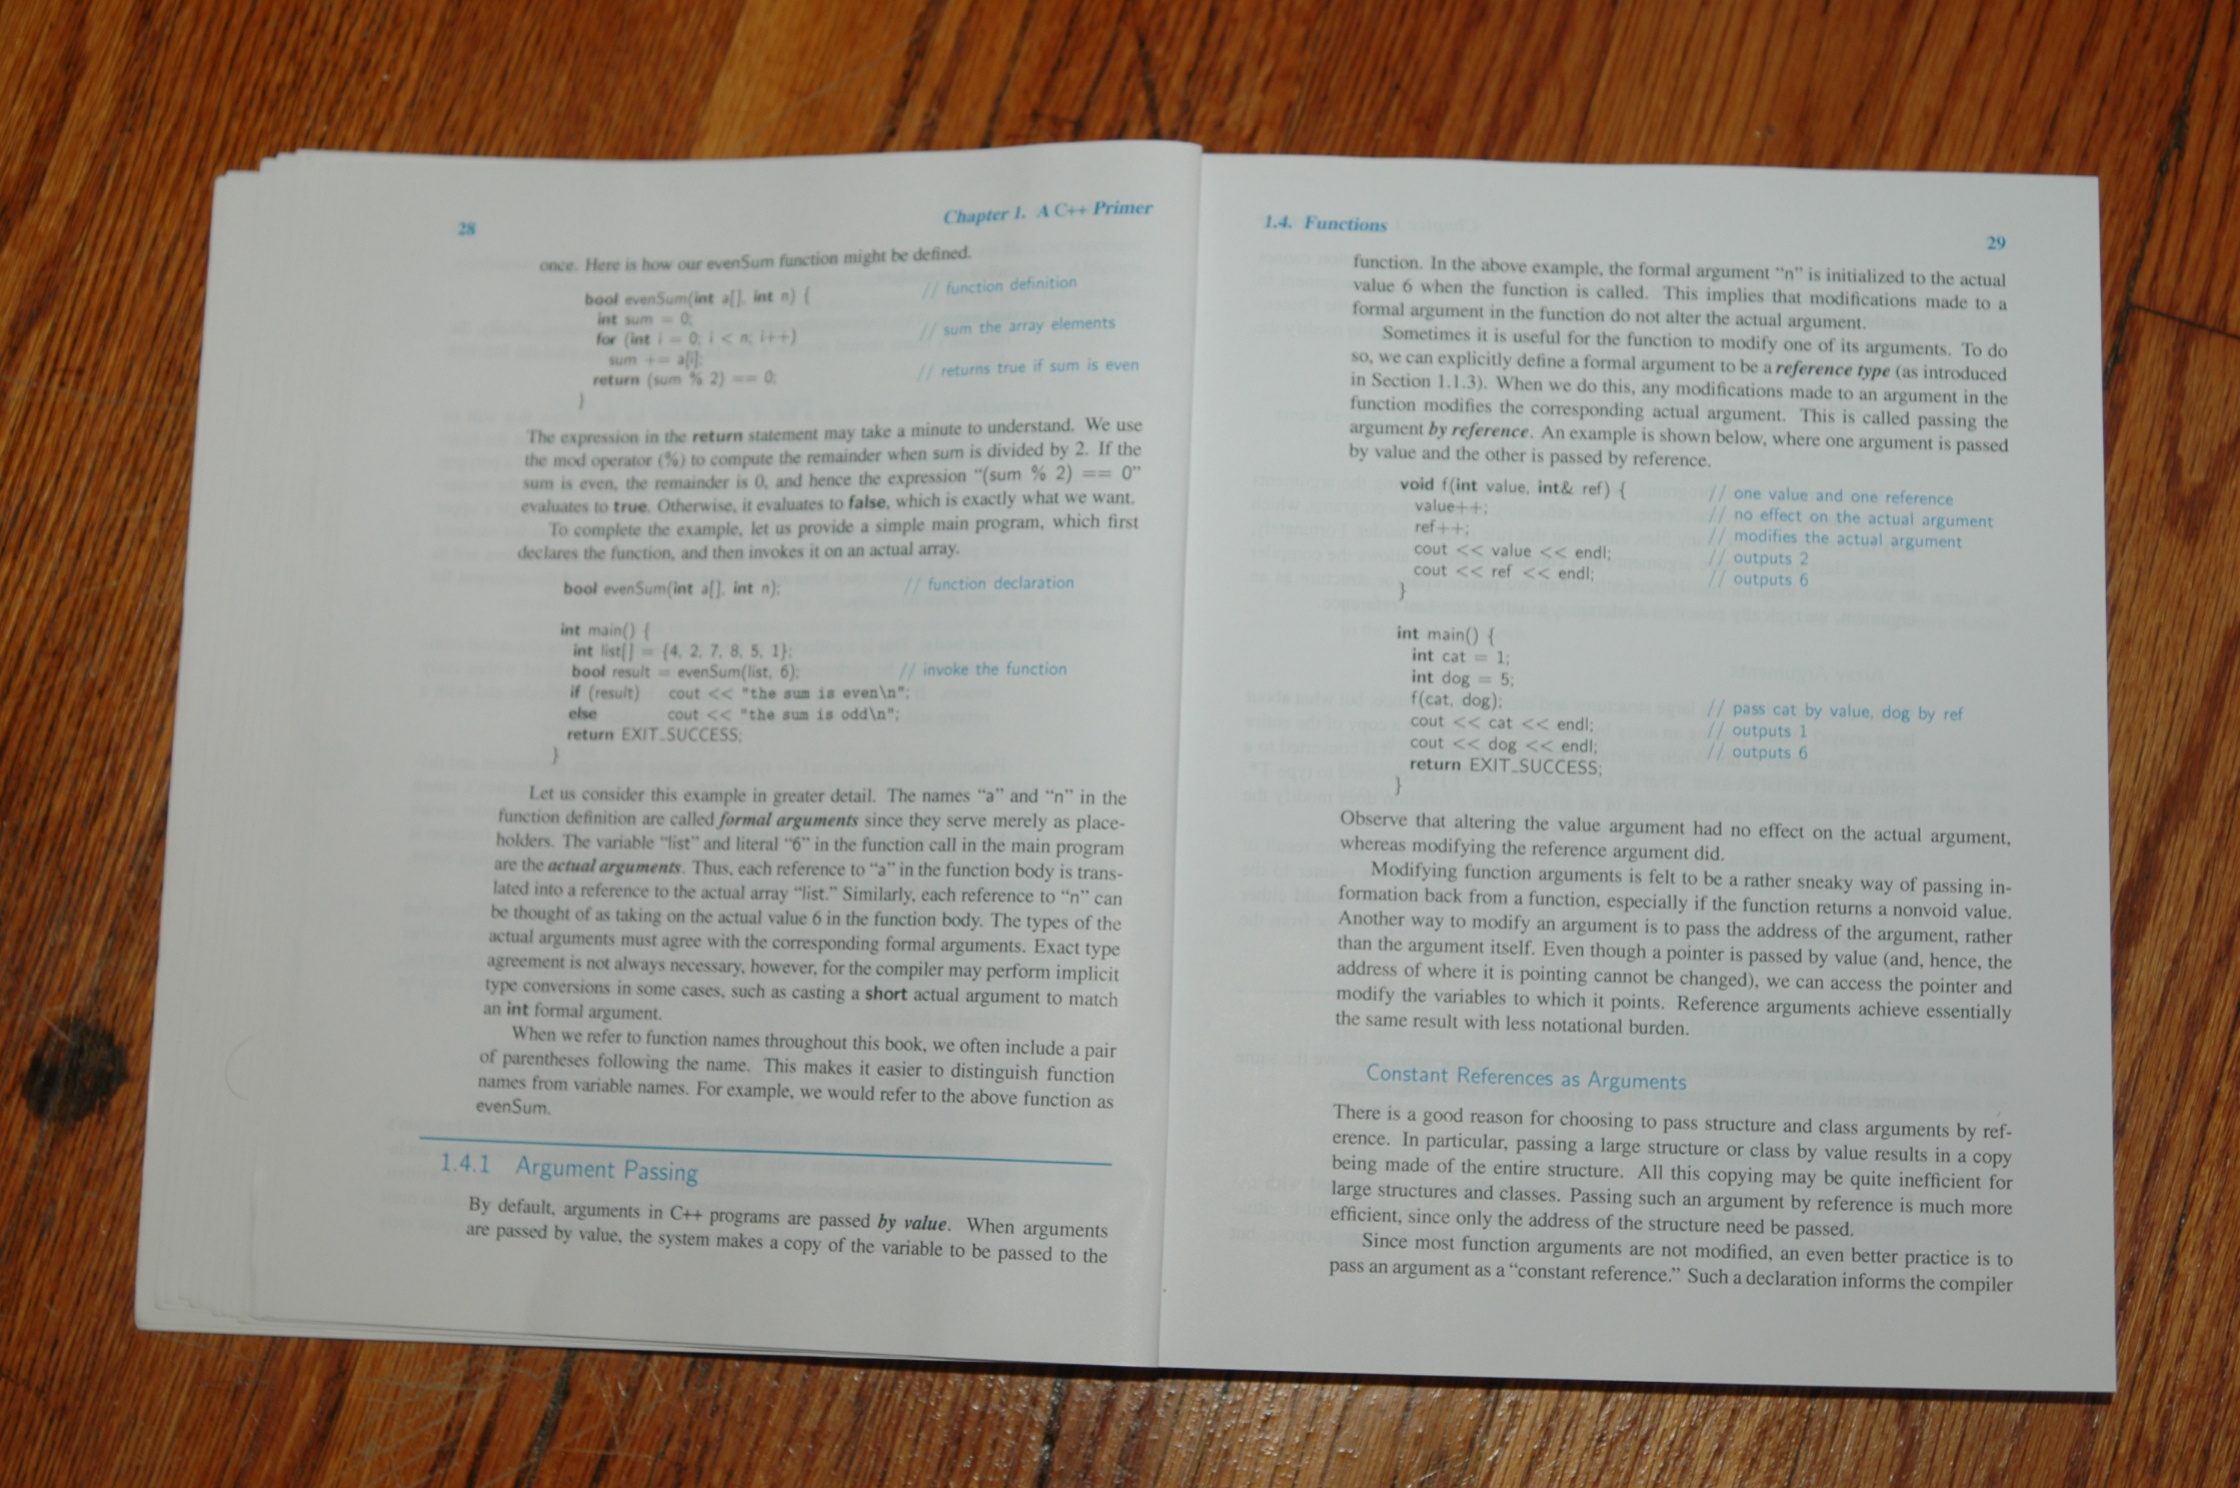 28 Chapter 1. A C++ Primer
once. Here is how our evenSum function might be defined.
bool evenSum(int a[], int n) { // function definition
int sum = 0;
for (int i = 0; i < n; i++) // sum the array elements
sum += a[i];
return (sum % 2) == 0; // returns true if sum is even
}
The expression in the return statement may take a minute to understand. We use
the mod operator (%) to compute the remainder when sum is divided by 2. If the
sum is even, the remainder is 0, and hence the expression "(sum % 2) == 0"
evaluates to true. Otherwise, it evaluates to false, which is exactly what we want.
To complete the example, let us provide a simple main program, which first
declares the function, and then invokes it on an actual array.
bool evenSum(int a[], int n); // function declaration
int main() {
int list[] = {4, 2, 7, 8, 5, 1};
bool result = evenSum(list, 6); // invoke the function
if (result) cout << "the sum is even\n";
else cout << "the sum is odd\n";
return EXIT_SUCCESS;
}
Let us consider this example in greater detail. The names "a" and "n" in the
function definition are called formal arguments since they serve merely as place-
holders. The variable "list" and literal "6" in the function call in the main program
are the actual arguments. Thus, each reference to "a" in the function body is trans-
lated into a reference to the actual array "list." Similarly, each reference to "n" can
be thought of as taking on the actual value 6 in the function body. The types of the
actual arguments must agree with the corresponding formal arguments. Exact type
agreement is not always necessary, however, for the compiler may perform implicit
type conversions in some cases, such as casting a short actual argument to match
an int formal argument.
When we refer to function names throughout this book, we often include a pair
of parentheses following the name. This makes it easier to distinguish function
names from variable names. For example, we would refer to the above function as
evenSum.
1.4.1 Argument Passing
By default, arguments in C++ programs are passed by value. When arguments
are passed by value, the system makes a copy of the variable to be passed to the
1.4. Functions 29
function. In the above example, the formal argument "n" is initialized to the actual
value 6 when the function is called. This implies that modifications made to a
formal argument in the function do not alter the actual argument.
Sometimes it is useful for the function to modify one of its arguments. To do
so, we can explicitly define a formal argument to be a reference type (as introduced
in Section 1.1.3). When we do this, any modifications made to an argument in the
function modifies the corresponding actual argument. This is called passing the
argument by reference. An example is shown below, where one argument is passed
by value and the other is passed by reference.
void f(int value, int& ref) { // one value and one reference
value++; // no effect on the actual argument
ref++; // modifies the actual argument
cout << value << endl; // outputs 2
cout << ref << endl; // outputs 6
}
int main() {
int cat = 1;
int dog = 5;
f(cat, dog); // pass cat by value, dog by ref
cout << cat << endl; // outputs 1
cout << dog << endl; // outputs 6
return EXIT_SUCCESS;
}
Observe that altering the value argument had no effect on the actual argument,
whereas modifying the reference argument did.
Modifying function arguments is felt to be a rather sneaky way of passing in-
formation back from a function, especially if the function returns a nonvoid value.
Another way to modify an argument is to pass the address of the argument, rather
than the argument itself. Even though a pointer is passed by value (and, hence, the
address of where it is pointing cannot be changed), we can access the pointer and
modify the variables to which it points. Reference arguments achieve essentially
the same result with less notational burden.
Constant References as Arguments
There is a good reason for choosing to pass structure and class arguments by ref-
erence. In particular, passing a large structure or class by value results in a copy
being made of the entire structure. All this copying may be quite inefficient for
large structures and classes. Passing such an argument by reference is much more
efficient, since only the address of the structure need be passed.
Since most function arguments are not modified, an even better practice is to
pass an argument as a "constant reference." Such a declaration informs the compiler